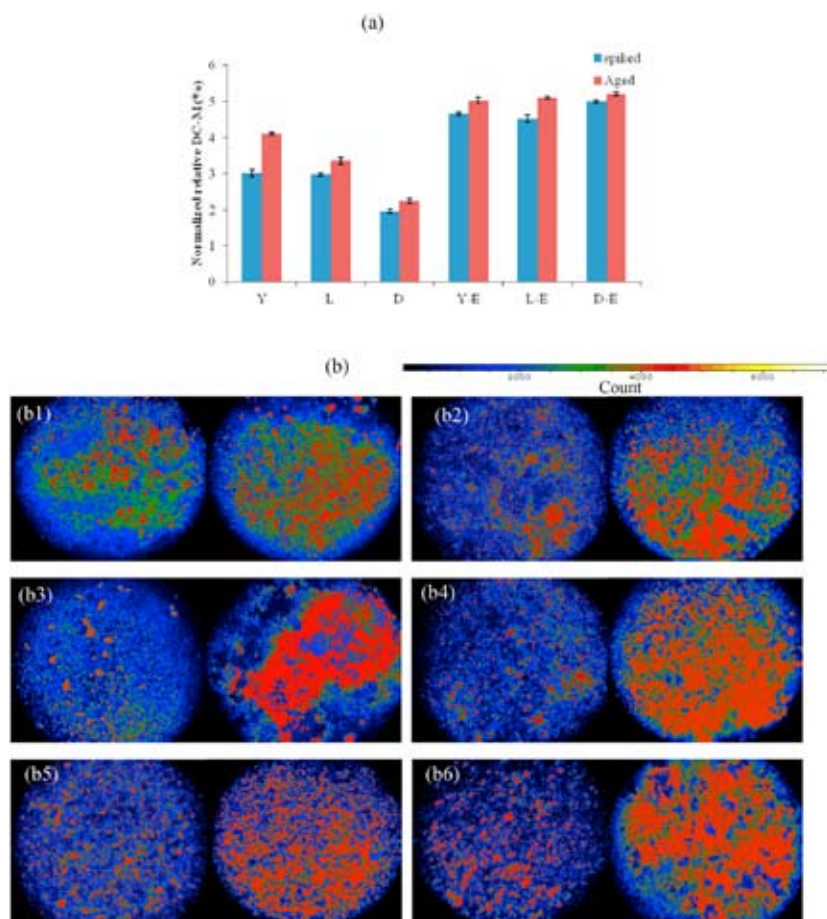 (a)
spiked
Aged
Normalized relative DC-M(%)
6
5
4
3
2
1
0
Y L D Y-E L-E D-E
(b)
Count
(b1)
(b2)
(b3)
(b4)
(b5)
(b6)